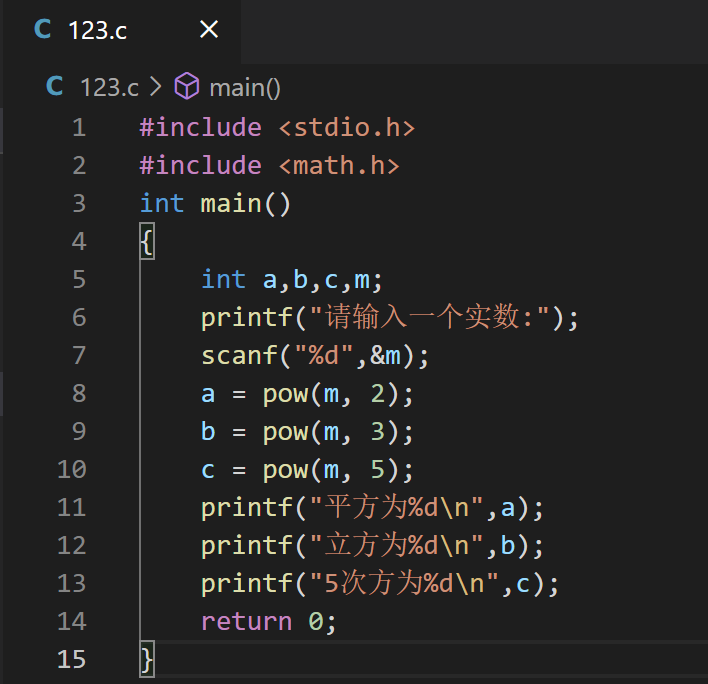 C 123.c ×
C 123.c > main()
1 #include <stdio.h>
2 #include <math.h>
3 int main()
4 {
5 int a,b,c,m;
6 printf("请输入一个实数:");
7 scanf("%d",&m);
8 a = pow(m, 2);
9 b = pow(m, 3);
10 c = pow(m, 5);
11 printf("平方为%d\n",a);
12 printf("立方为%d\n",b);
13 printf("5次方为%d\n",c);
14 return 0;
15 }